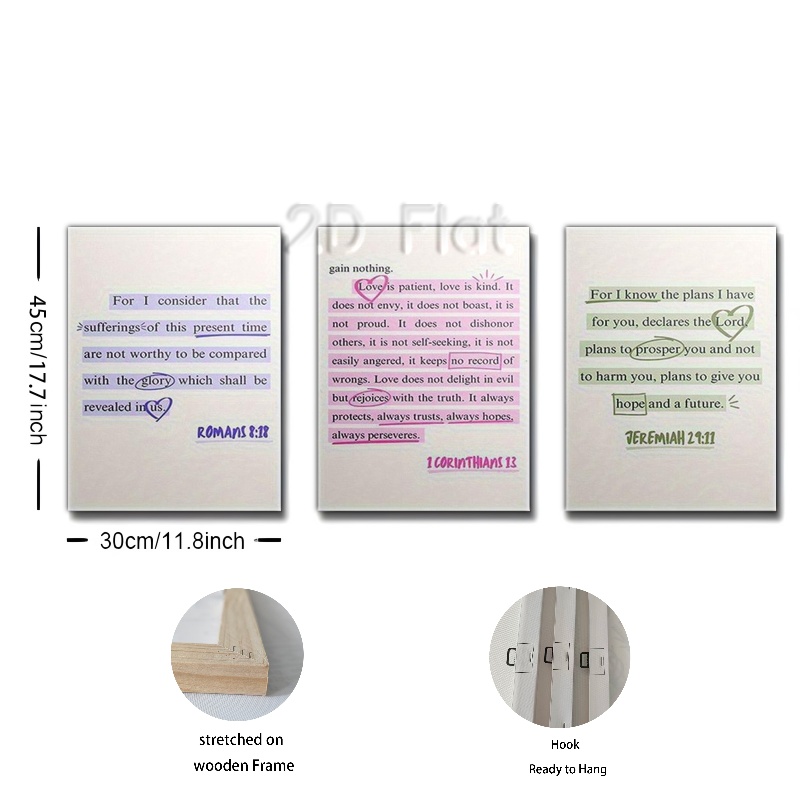 2D Flat
For I consider that the
sufferings of this present time
are not worthy to be compared
with the glory which shall be
revealed in us.
ROMANS 8:18
gain nothing.
Love is patient, love is kind. It
does not envy, it does not boast, it is
not proud. It does not dishonor
others, it is not self-seeking, it is not
easily angered, it keeps no record of
wrongs. Love does not delight in evil
but rejoices with the truth. It always
protects, always trusts, always hopes,
always perseveres.
1 CORINTHIANS 13
For I know the plans I have
for you, declares the Lord,
plans to prosper you and not
to harm you, plans to give you
hope and a future.
JEREMIAH 29:11
45cm/17.7inch
30cm/11.8inch
stretched on
wooden Frame
Hook
Ready to Hang